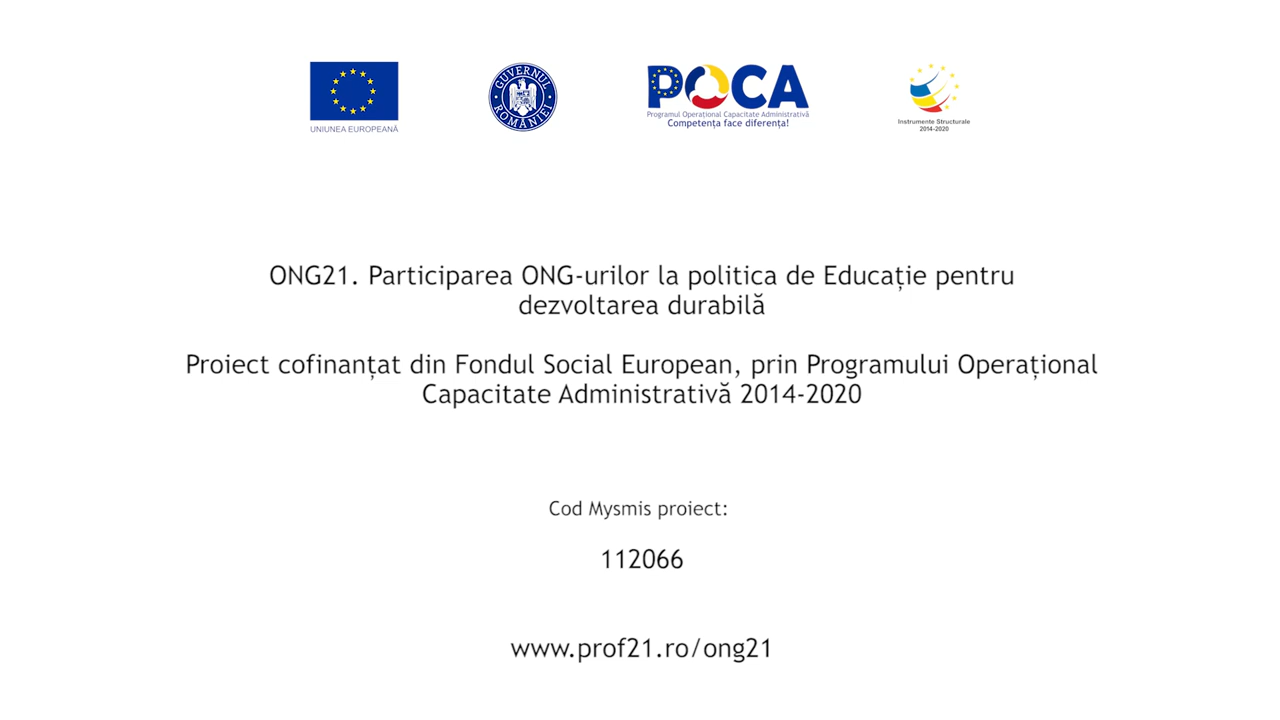 UNIUNEA EUROPEANĂ
GUVERNUL ROMÂNIEI
POCA
Programul Operațional Capacitate Administrativă
Competența face diferența!
Instrumente Structurale
2014-2020
ONG21. Participarea ONG-urilor la politica de Educație pentru
dezvoltarea durabilă
Proiect cofinanțat din Fondul Social European, prin Programului Operațional
Capacitate Administrativă 2014-2020
Cod Mysmis proiect:
112066
www.prof21.ro/ong21